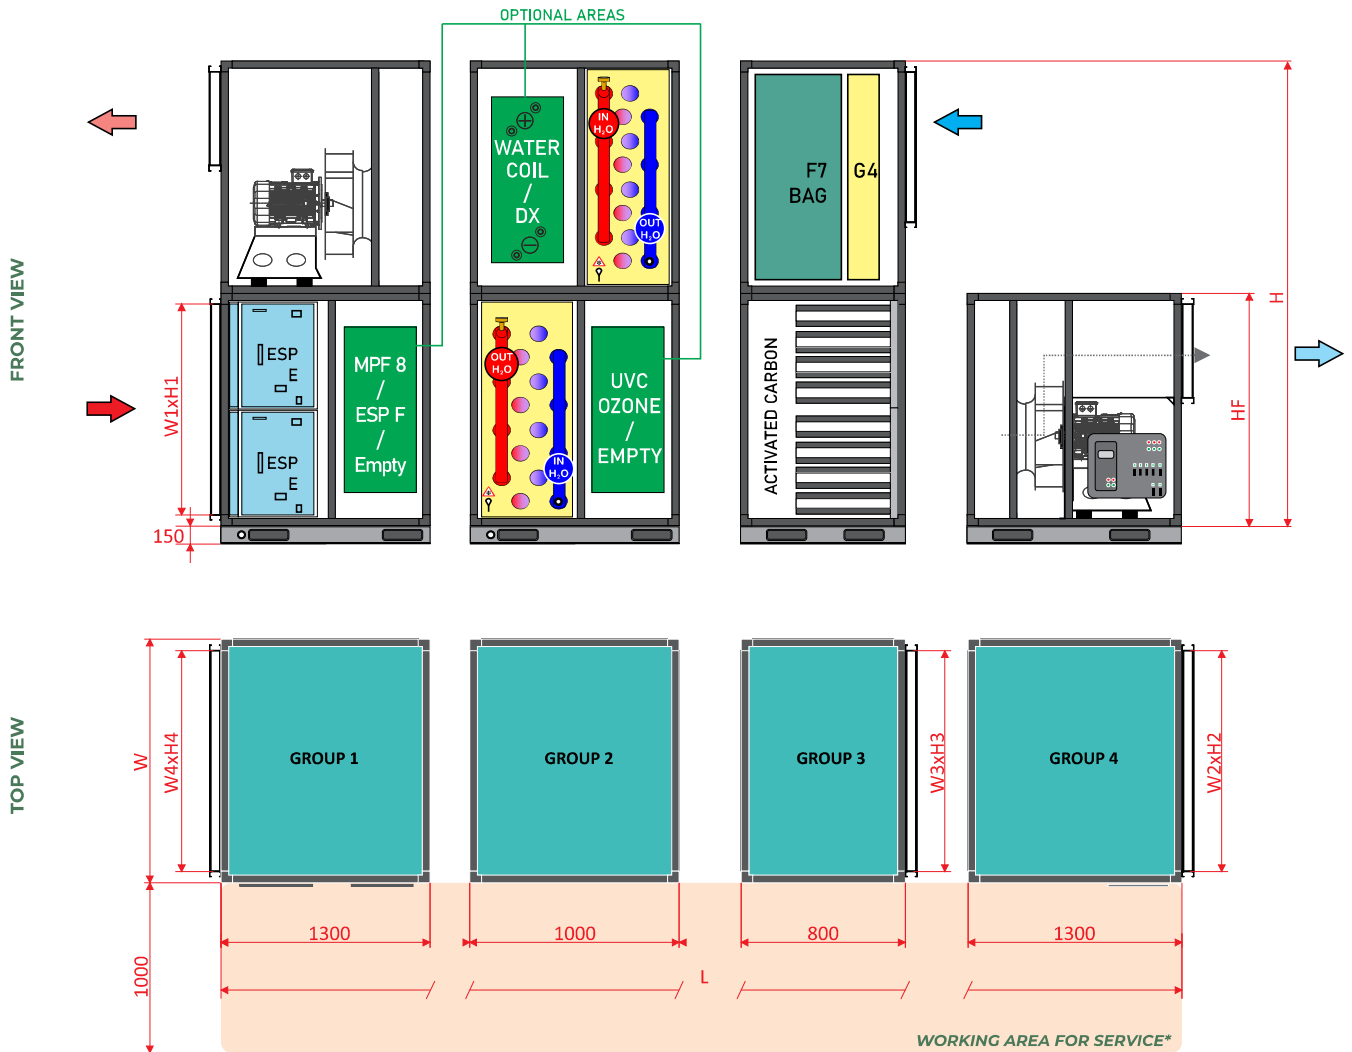 OPTIONAL AREAS
FRONT VIEW
WATER
COIL
/
DX
IN
H₂O
OUT
H₂O
F7
BAG
G4
H
W1xH1
150
ESP
E
ESP
E
MPF 8
/
ESP F
/
Empty
OUT
H₂O
IN
H₂O
UVC
OZONE
/
EMPTY
ACTIVATED CARBON
HF
TOP VIEW
W
W4xH4
GROUP 1
GROUP 2
GROUP 3
W3xH3
GROUP 4
W2xH2
1300
1000
800
1300
1000
L
WORKING AREA FOR SERVICE*